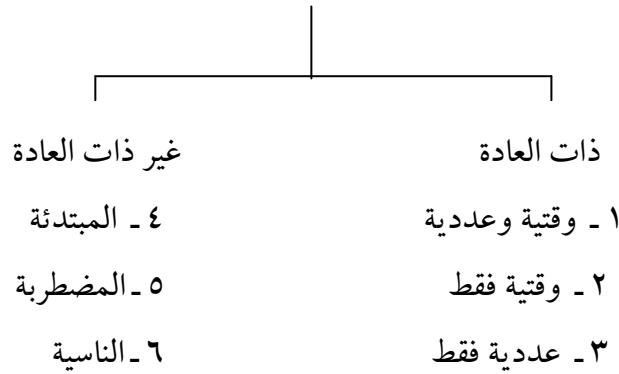 ذات العادة
١ ـ وقتية وعددية
٢ ـ وقتية فقط
٣ ـ عددية فقط
غير ذات العادة
٤ ـ المبتدئة
٥ ـ المضطربة
٦ ـ الناسية